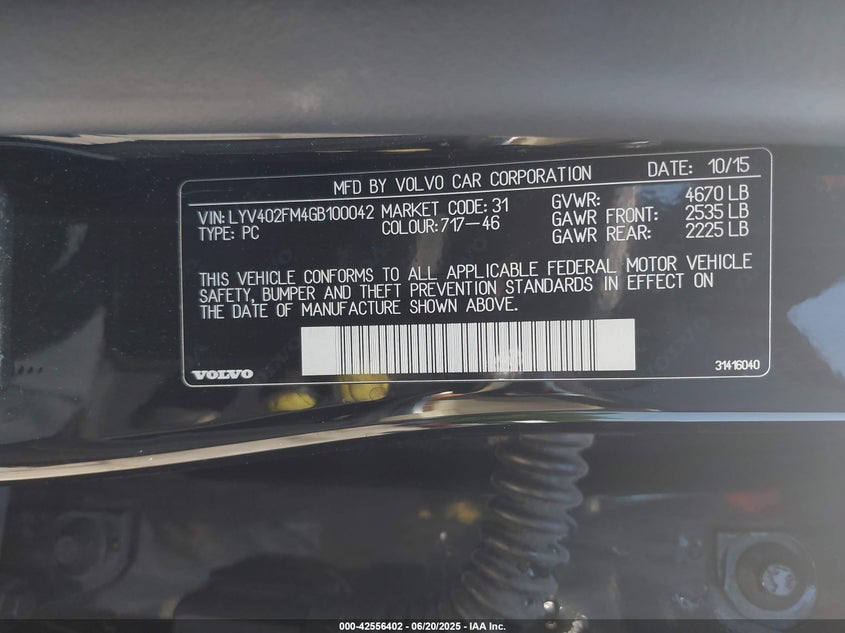 MFD BY VOLVO CAR CORPORATION DATE: 10/15
VIN: LYV402FM4GB100042 MARKET CODE: 31 GVWR: 4670 LB
TYPE: PC COLOUR: 717-46 GAWR FRONT: 2535 LB
GAWR REAR: 2225 LB
THIS VEHICLE CONFORMS TO ALL APPLICABLE FEDERAL MOTOR VEHICLE
SAFETY, BUMPER AND THEFT PREVENTION STANDARDS IN EFFECT ON
THE DATE OF MANUFACTURE SHOWN ABOVE.
VOLVO 31416040
000-42556402 - 06/20/2025 - IAA Inc.